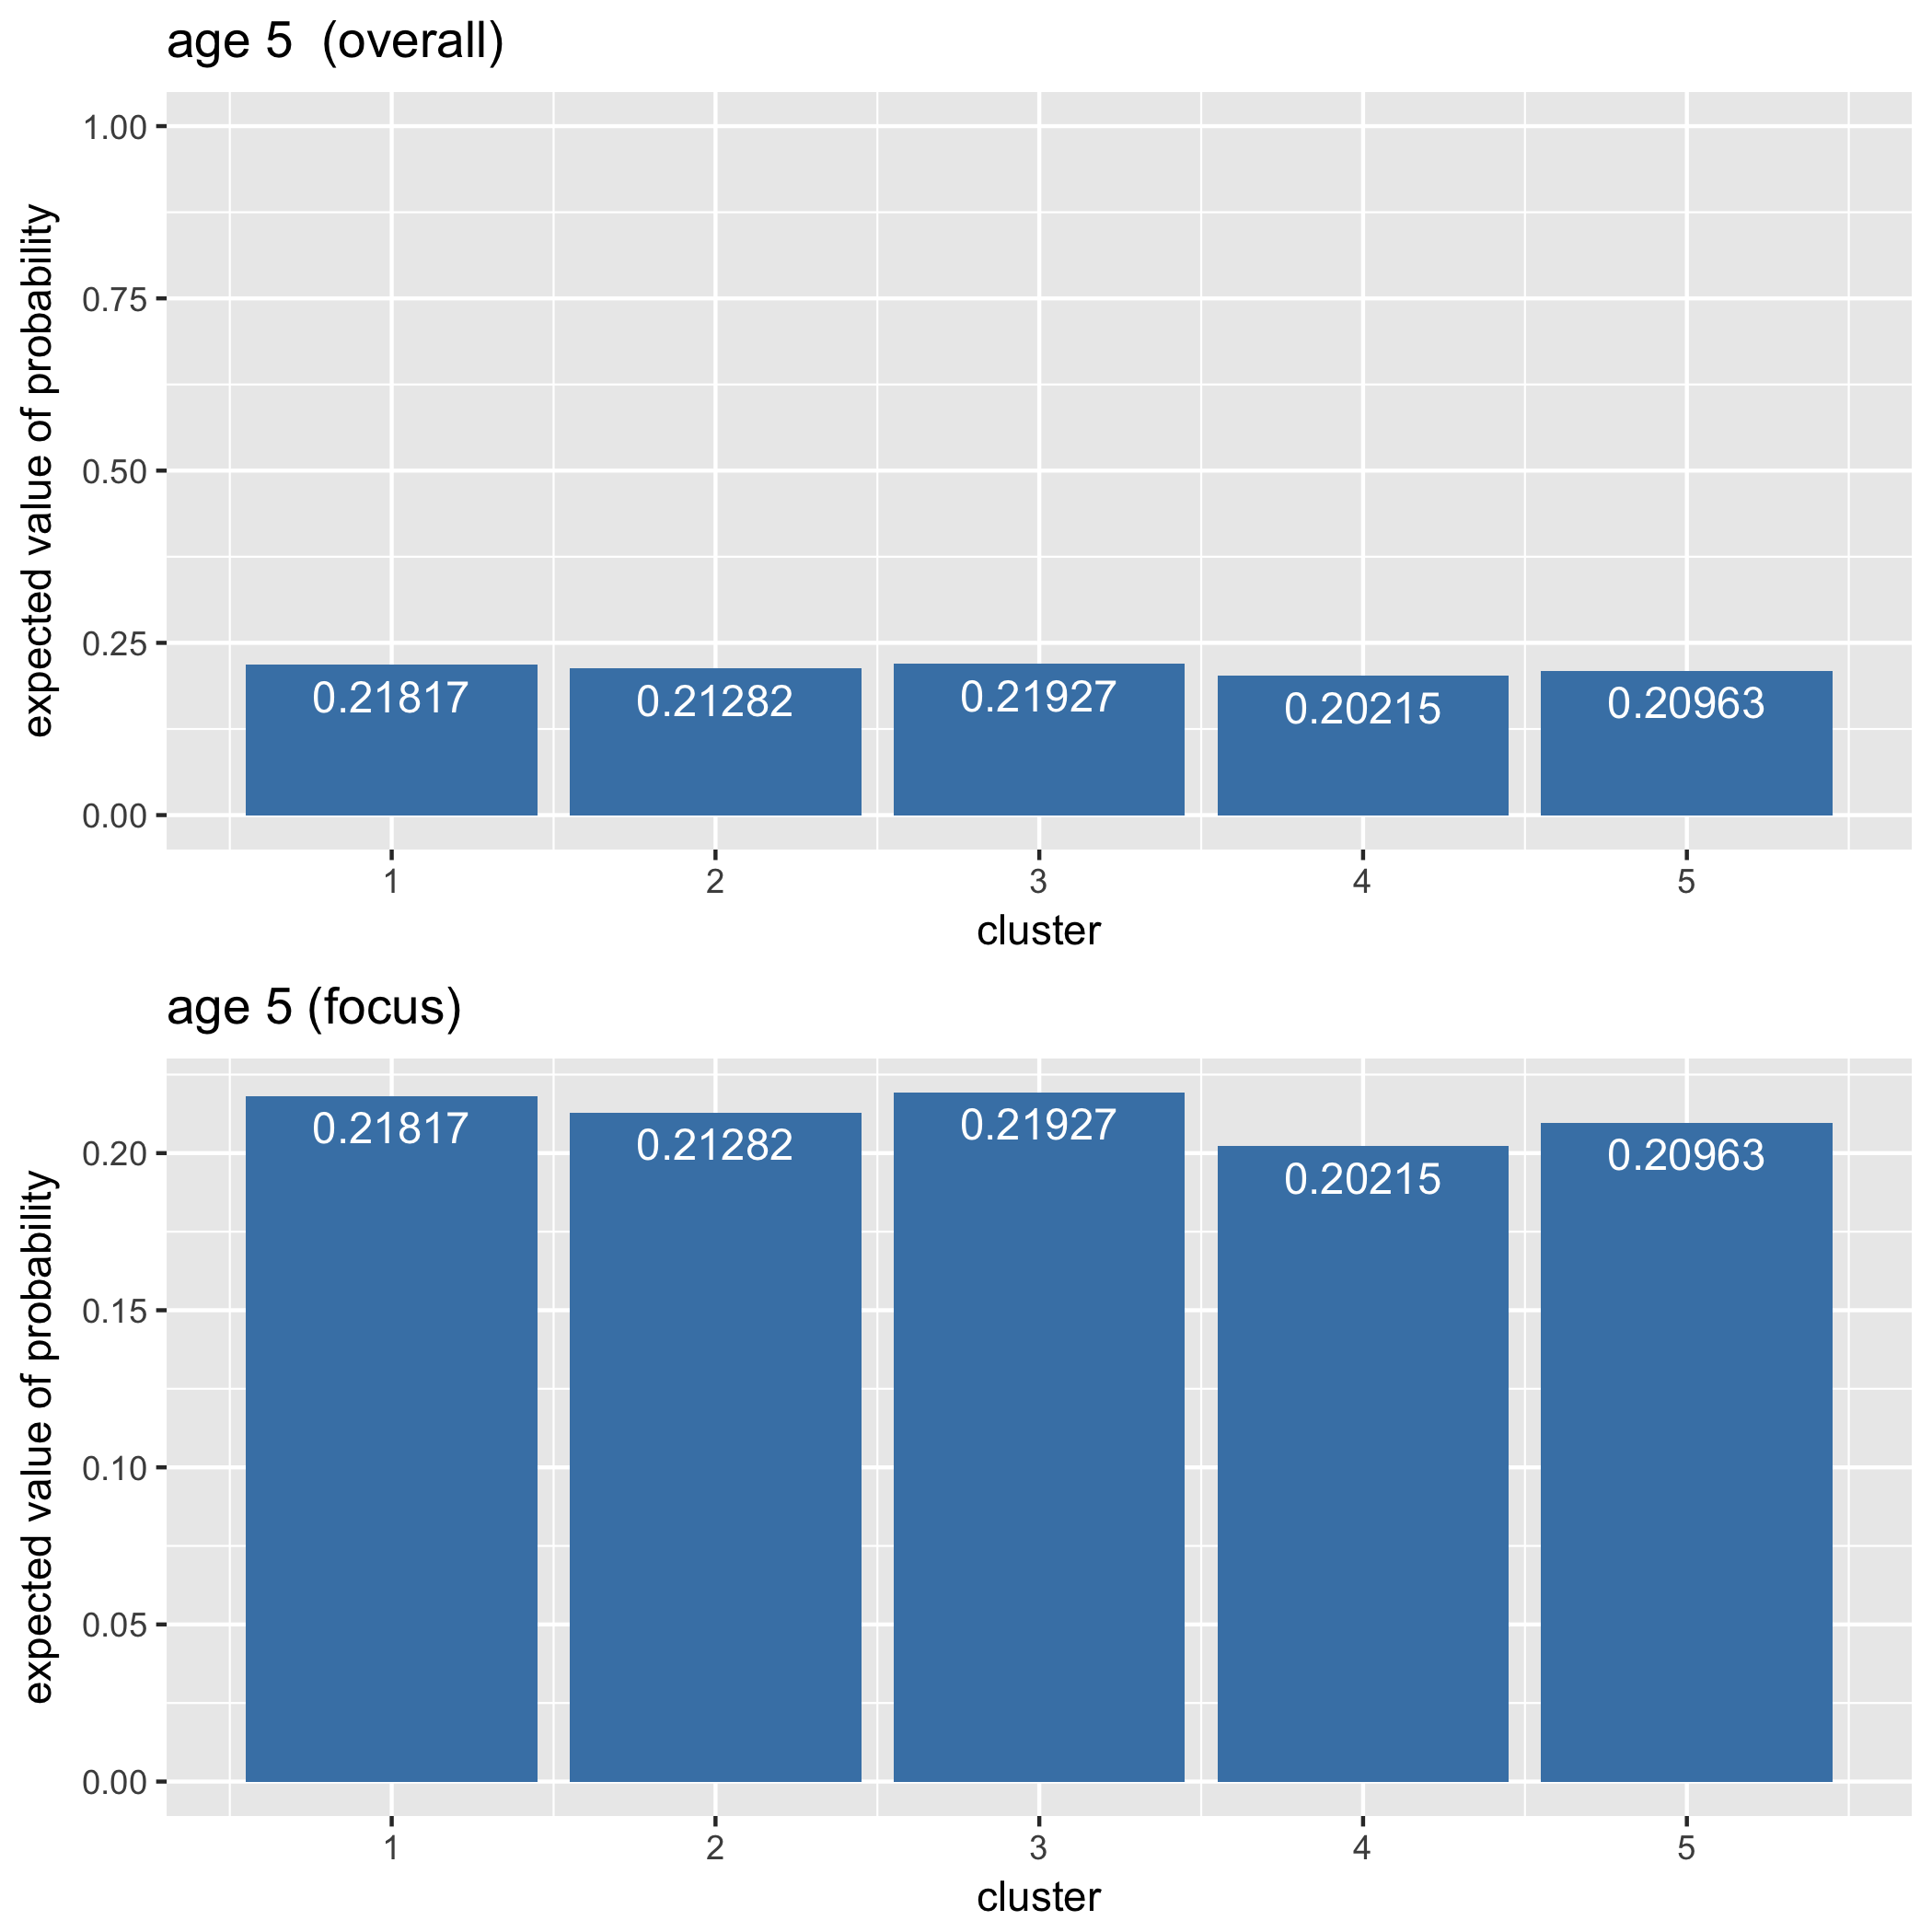 age 5  (overall)
expected value of probability
1.00
0.75
0.50
0.25
0.00
0.21817
0.21282
0.21927
0.20215
0.20963
1 2 3 4 5
cluster
age 5 (focus)
expected value of probability
0.20
0.15
0.10
0.05
0.00
0.21817
0.21282
0.21927
0.20215
0.20963
1 2 3 4 5
cluster